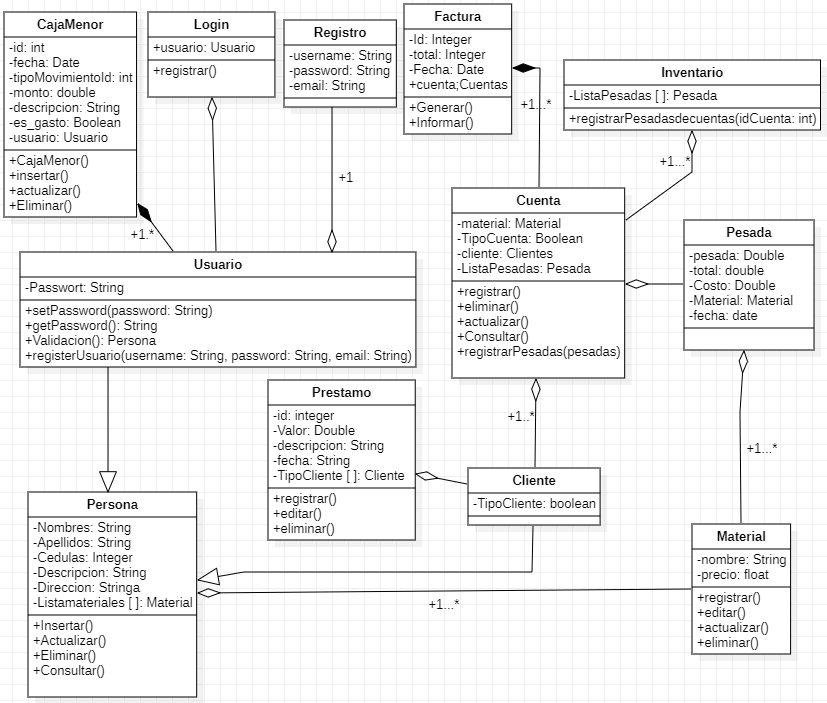 CajaMenor
-id: int
-fecha: Date
-tipoMovimientoId: int
-monto: double
-descripcion: String
-es_gasto: Boolean
-usuario: Usuario
+CajaMenor()
+insertar()
+actualizar()
+Eliminar()
Login
+usuario: Usuario
+registrar()
Registro
-username: String
-password: String
-email: String
Factura
-Id: Integer
-total: Integer
-Fecha: Date
+cuenta;Cuentas
+Generar()
+Informar()
Inventario
-ListaPesadas [ ]: Pesada
+registrarPesadasdecuentas(idCuenta: int)
+1...*
+1...*
+1
+1.*
Cuenta
-material: Material
-TipoCuenta: Boolean
-cliente: Clientes
-ListaPesadas: Pesada
+registrar()
+eliminar()
+actualizar()
+Consultar()
+registrarPesadas(pesadas)
Pesada
-pesada: Double
-total: double
-Costo: Double
-Material: Material
-fecha: date
Usuario
-Passwort: String
+setPassword(password: String)
+getPassword(): String
+Validacion(): Persona
+registerUsuario(username: String, password: String, email: String)
Prestamo
-id: integer
-Valor: Double
-descripcion: String
-fecha: String
-TipoCliente [ ]: Cliente
+registrar()
+editar()
+eliminar()
+1..*
+1...*
Cliente
-TipoCliente: boolean
Persona
-Nombres: String
-Apellidos: String
-Cedulas: Integer
-Descripcion: String
-Direccion: Stringa
-Listamateriales [ ]: Material
+Insertar()
+Actualizar()
+Eliminar()
+Consultar()
+1...*
Material
-nombre: String
-precio: float
+registrar()
+editar()
+actualizar()
+eliminar()